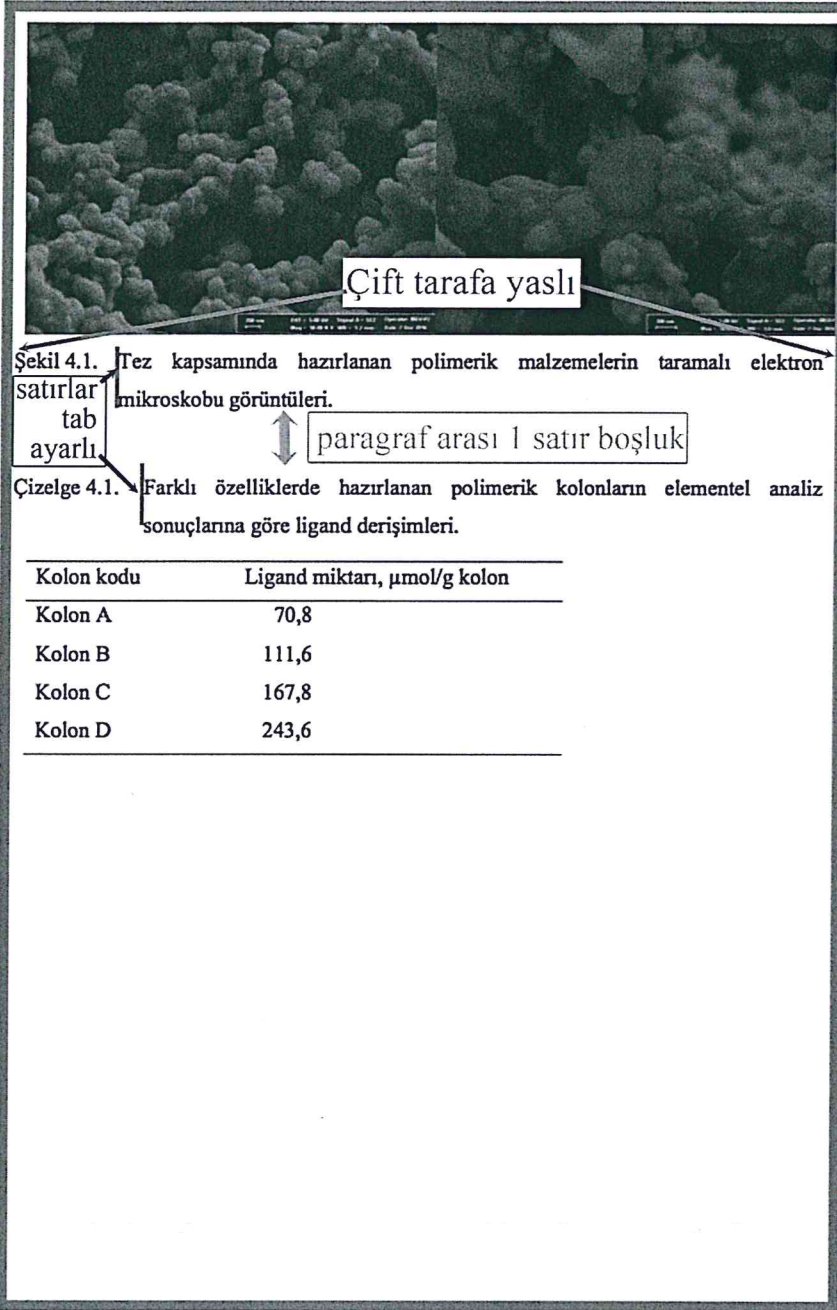 Çift tarafa yaslı
Şekil 4.1. Tez kapsamında hazırlanan polimerik malzemelerin taramalı elektron
mikroskobu görüntüleri.
satırlar
tab
ayarlı
paragraf arası 1 satır boşluk
Çizelge 4.1. Farklı özelliklerde hazırlanan polimerik kolonların elementel analiz
sonuçlarına göre ligand derişimleri.
Kolon kodu Ligand miktarı, µmol/g kolon
Kolon A 70,8
Kolon B 111,6
Kolon C 167,8
Kolon D 243,6